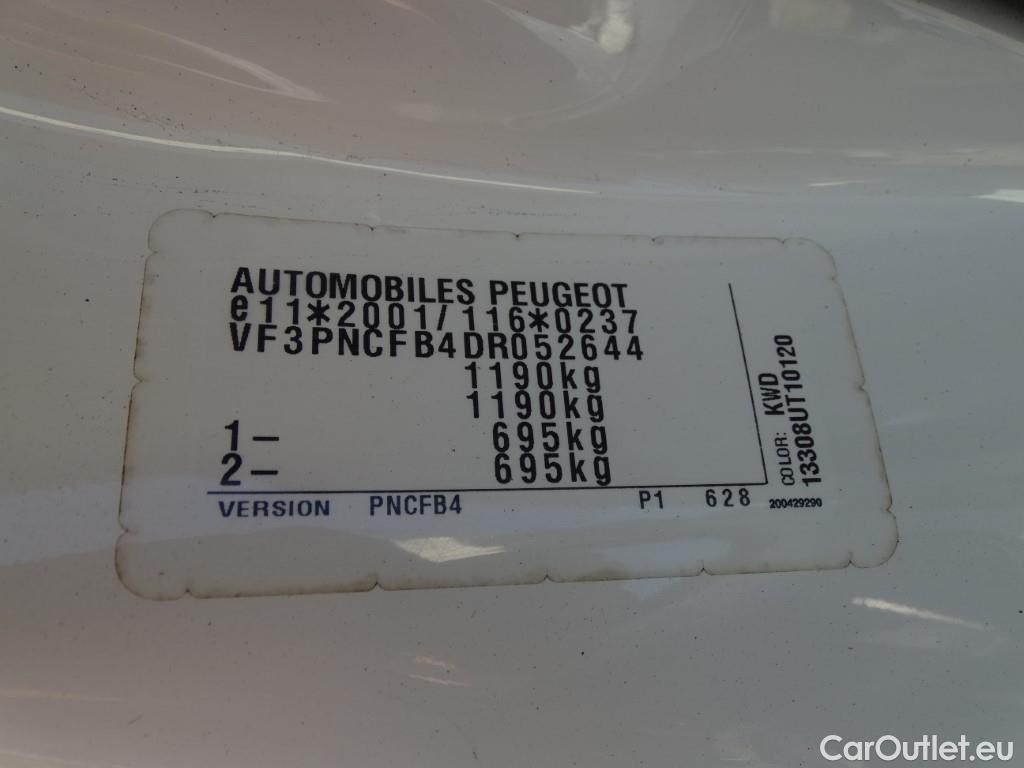 AUTOMOBILES PEUGEOT
e11*2001/116*0237
VF3PNCFB4DR052644
1190kg
1190kg
1- 695kg
2- 695kg
VERSION PNCFB4 P1 628
COLOR: KWD
13308UT10120
200429290
CarOutlet.eu